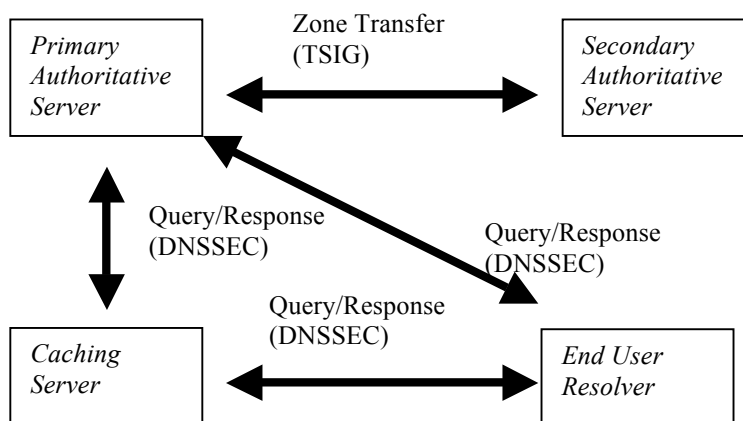 Primary
Authoritative
Server
Zone Transfer
(TSIG)
Secondary
Authoritative
Server
Query/Response
(DNSSEC)
Query/Response
(DNSSEC)
Query/Response
(DNSSEC)
Caching
Server
End User
Resolver